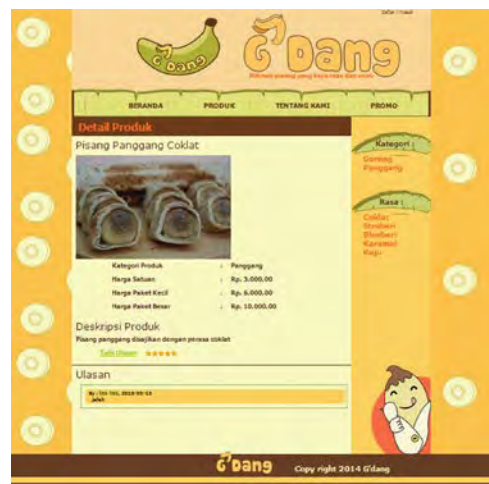 Daftar | Masuk
G'Dang
G'Dang
BERANDA PRODUK TENTANG KAMI PROMO
Detail Produk
Pisang Panggang Coklat
Kategori Produk : Panggang
Harga Satuan : Rp. 3.000,00
Harga Paket Kecil : Rp. 6.000,00
Harga Paket Besar : Rp. 10.000,00
Deskripsi Produk
Pisang panggang disajikan dengan perasa coklat
Tulis Ulasan
Ulasan
Kategori :
Goreng
Panggang
Rasa :
Coklat
Stroberi
Blueberi
Karamel
Keju
G'Dang Copy right 2014 G'dang